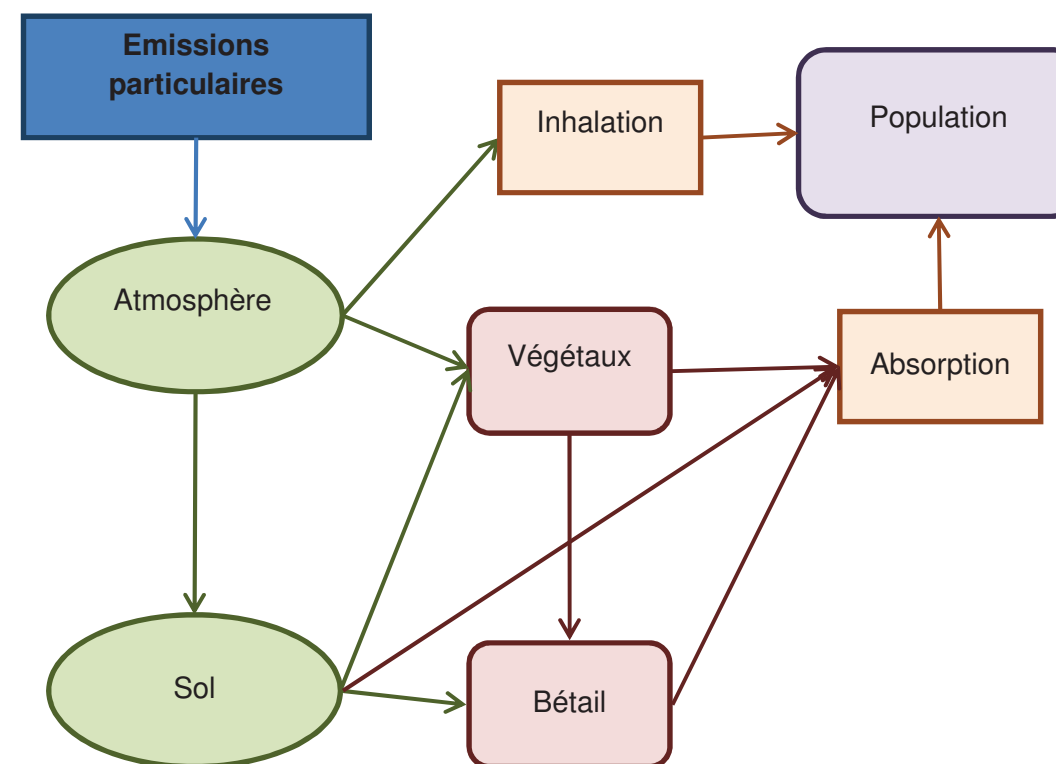 Emissions
particulaires
Inhalation
Population
Atmosphère
Végétaux
Absorption
Sol
Bétail